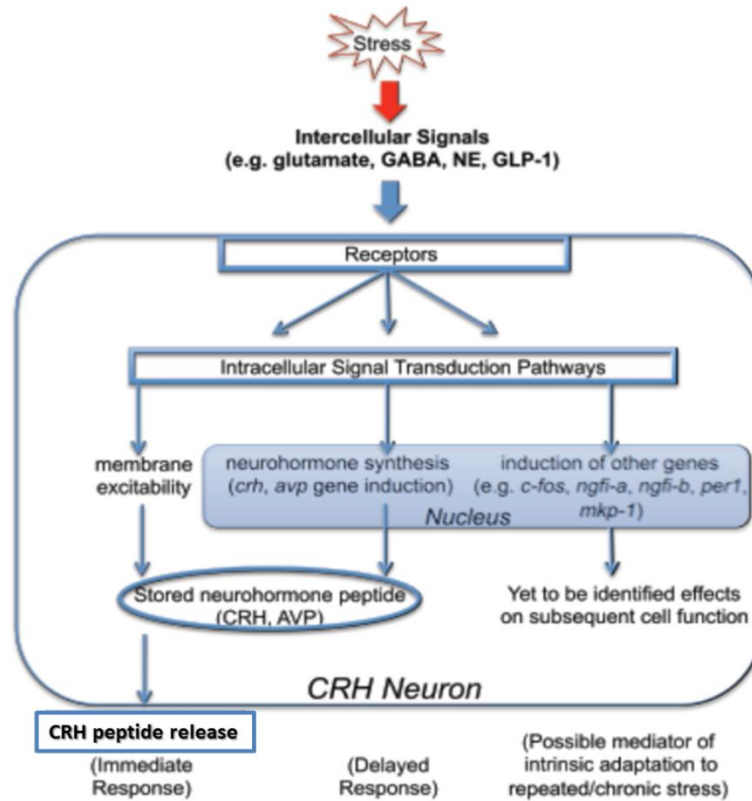 Stress
Intercellular Signals
(e.g. glutamate, GABA, NE, GLP-1)
Receptors
Intracellular Signal Transduction Pathways
membrane
excitability
neurohormone synthesis
(crh, avp gene induction)
induction of other genes
(e.g. c-fos, ngfi-a, ngfi-b, per1,
mkp-1)
Nucleus
Stored neurohormone peptide
(CRH, AVP)
Yet to be identified effects
on subsequent cell function
CRH Neuron
CRH peptide release
(Immediate
Response)
(Delayed
Response)
(Possible mediator of
intrinsic adaptation to
repeated/chronic stress)